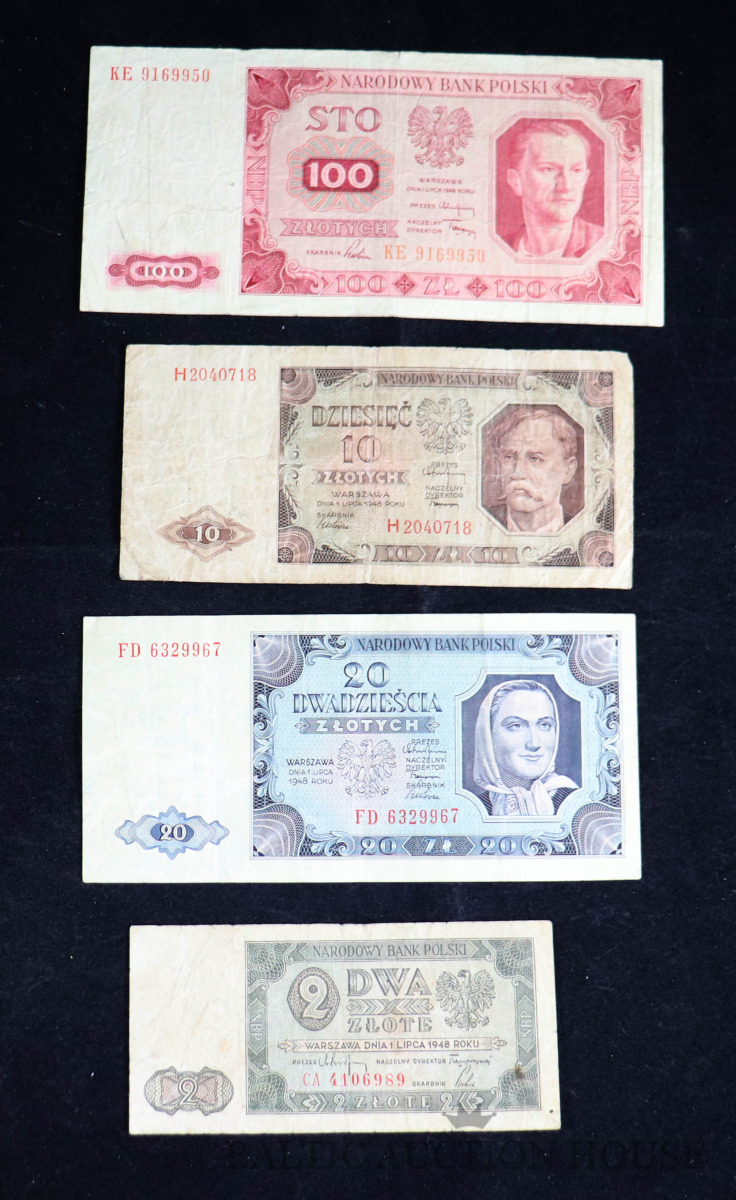 KE 9169950
NARODOWY BANK POLSKI
STO
100
ZŁOTYCH
WARSZAWA
DNIA 1 LIPCA 1948 ROKU
PREZES
NACZELNY
DYREKTOR
SKARBNIK
KE 9169950
NBP
NBP
100
100 ZŁ 100
H2040718
NARODOWY BANK POLSKI
DZIESIĘĆ
10
ZŁOTYCH
WARSZAWA
DNIA 1 LIPCA 1948 ROKU
SKARBNIK
PREZES
NACZELNY
DYREKTOR
H2040718
10
10 ZŁ 10
FD 6329967
NARODOWY BANK POLSKI
20
DWADZIEŚCIA
ZŁOTYCH
WARSZAWA
DNIA 1 LIPCA
1948 ROKU
PREZES
NACZELNY
DYREKTOR
SKARBNIK
FD 6329967
20
20 ZŁ 20
NARODOWY BANK POLSKI
2 DWA
ZŁOTE
NBP
NBP
WARSZAWA DNIA 1 LIPCA 1948 ROKU
PREZES NACZELNY DYREKTOR
CA 4106989 SKARBNIK
2
2 ZŁOTE 2
BALTIC AUCTION HOUSE